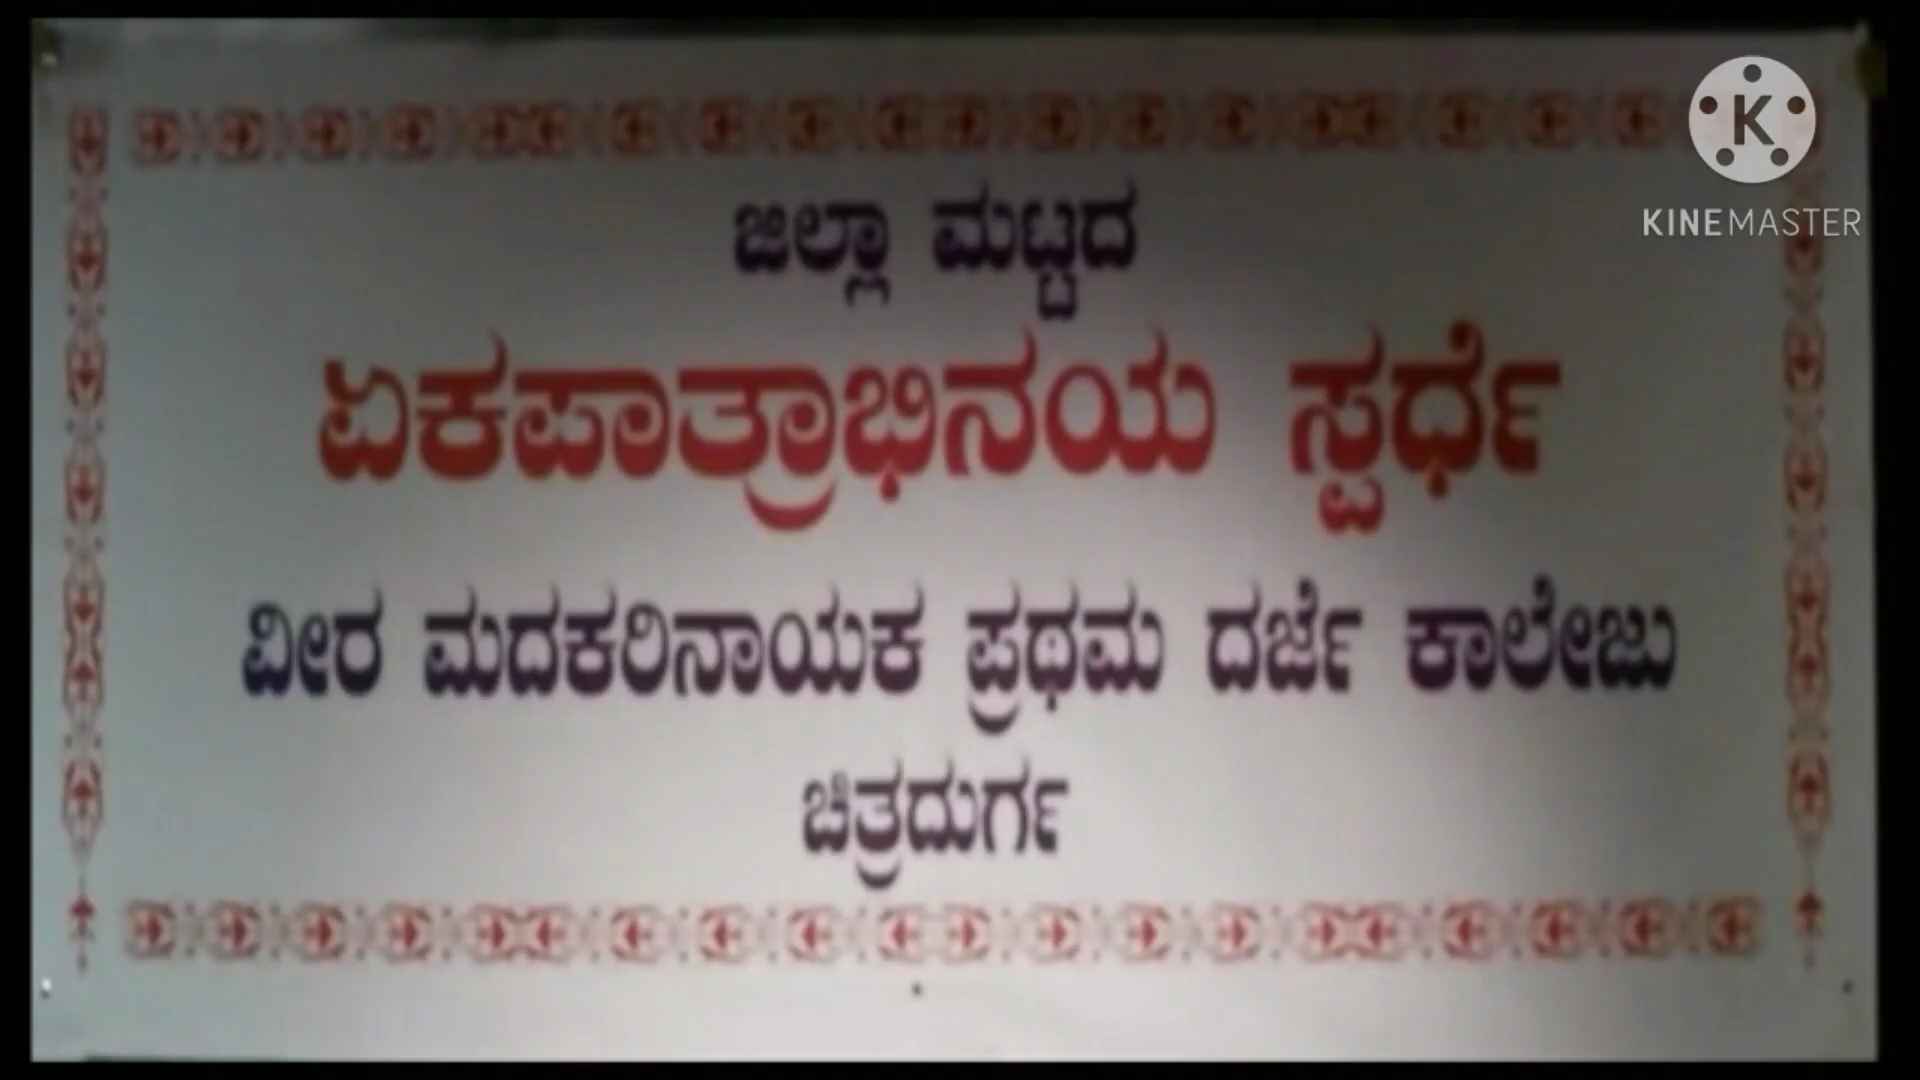 ಜಿಲ್ಲಾ ಮಟ್ಟದ
ಏಕಪಾತ್ರಾಭಿನಯ ಸ್ಪರ್ಧೆ
ವೀರ ಮದಕರಿನಾಯಕ ಪ್ರಥಮ ದರ್ಜೆ ಕಾಲೇಜು
ಚಿತ್ರದುರ್ಗ
K
KINEMASTER